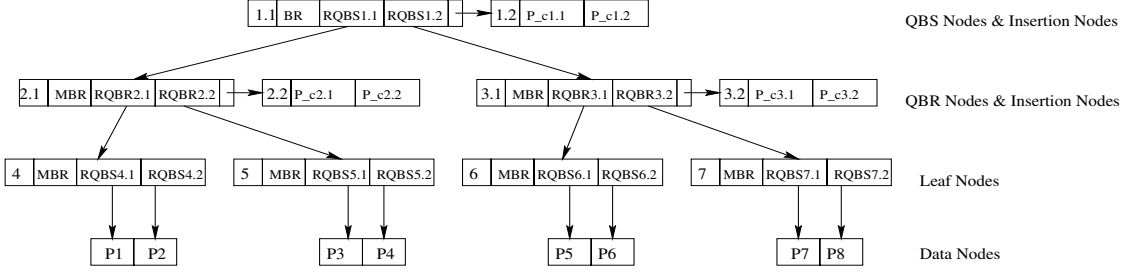 1.1 BR RQBS1.1 RQBS1.2 1.2 P_c1.1 P_c1.2 QBS Nodes & Insertion Nodes
2.1 MBR RQBR2.1 RQBR2.2 2.2 P_c2.1 P_c2.2 3.1 MBR RQBR3.1 RQBR3.2 3.2 P_c3.1 P_c3.2 QBR Nodes & Insertion Nodes
4 MBR RQBS4.1 RQBS4.2 5 MBR RQBS5.1 RQBS5.2 6 MBR RQBS6.1 RQBS6.2 7 MBR RQBS7.1 RQBS7.2 Leaf Nodes
P1 P2 P3 P4 P5 P6 P7 P8 Data Nodes